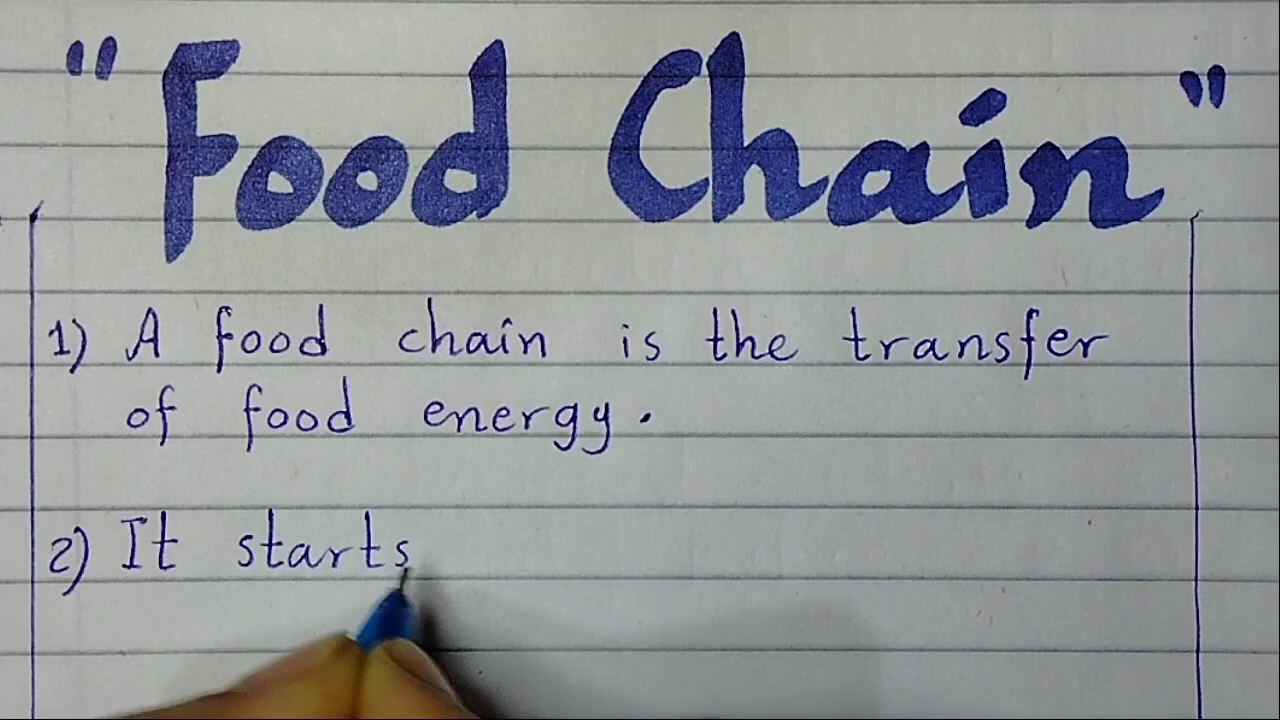 "Food Chain"
1) A food chain is the transfer
of food energy.
2) It starts